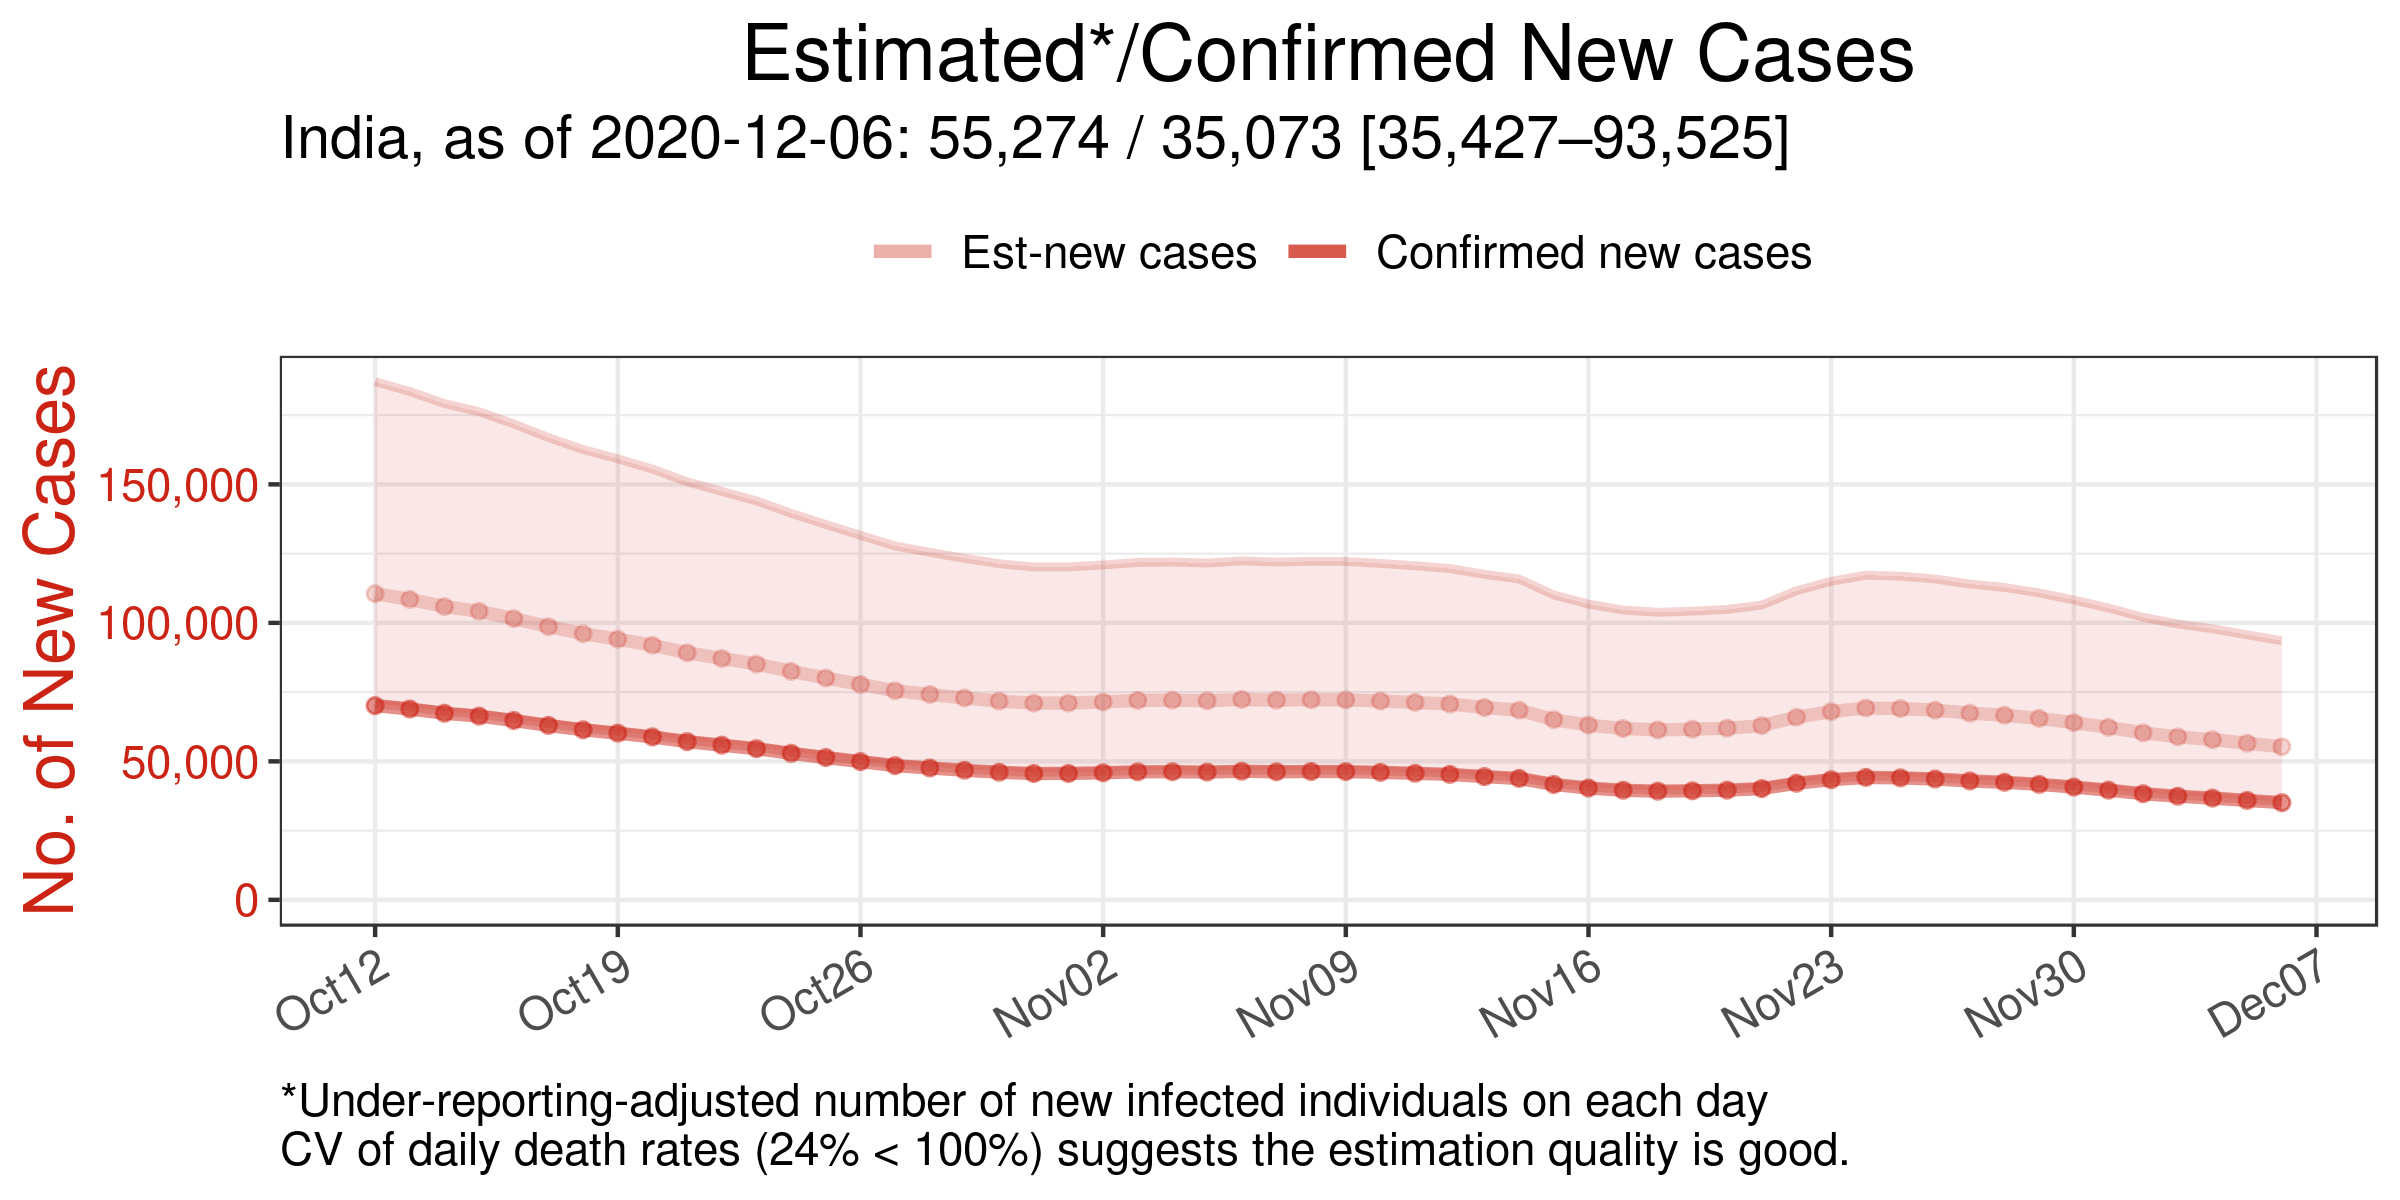 Estimated*/Confirmed New Cases
India, as of 2020-12-06: 55,274 / 35,073 [35,427–93,525]
Est-new cases
Confirmed new cases
No. of New Cases
150,000
100,000
50,000
0
Oct12
Oct19
Oct26
Nov02
Nov09
Nov16
Nov23
Nov30
Dec07
*Under-reporting-adjusted number of new infected individuals on each day
CV of daily death rates (24% < 100%) suggests the estimation quality is good.